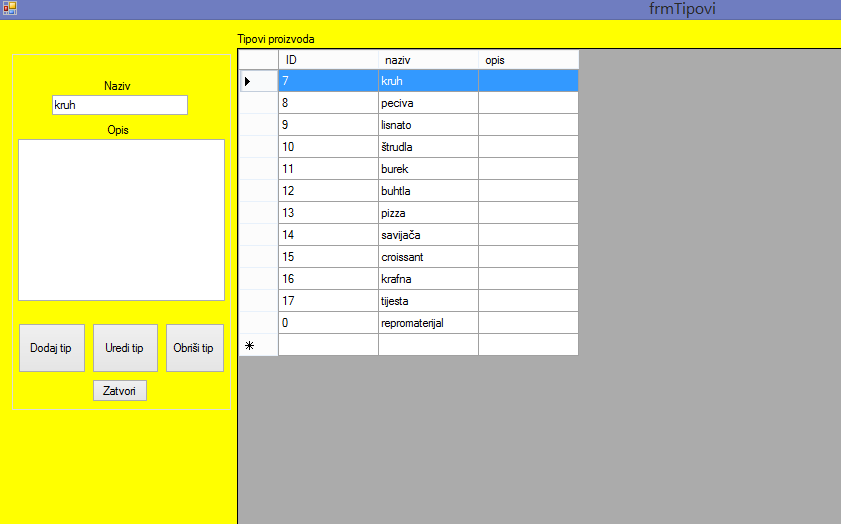 frmTipovi
Tipovi proizvoda
Naziv
kruh
Opis
Dodaj tip Uredi tip Obriši tip
Zatvori
ID naziv opis
7 kruh
8 peciva
9 lisnato
10 štrudla
11 burek
12 buhtla
13 pizza
14 savijača
15 croissant
16 krafna
17 tijesta
0 repromaterijal